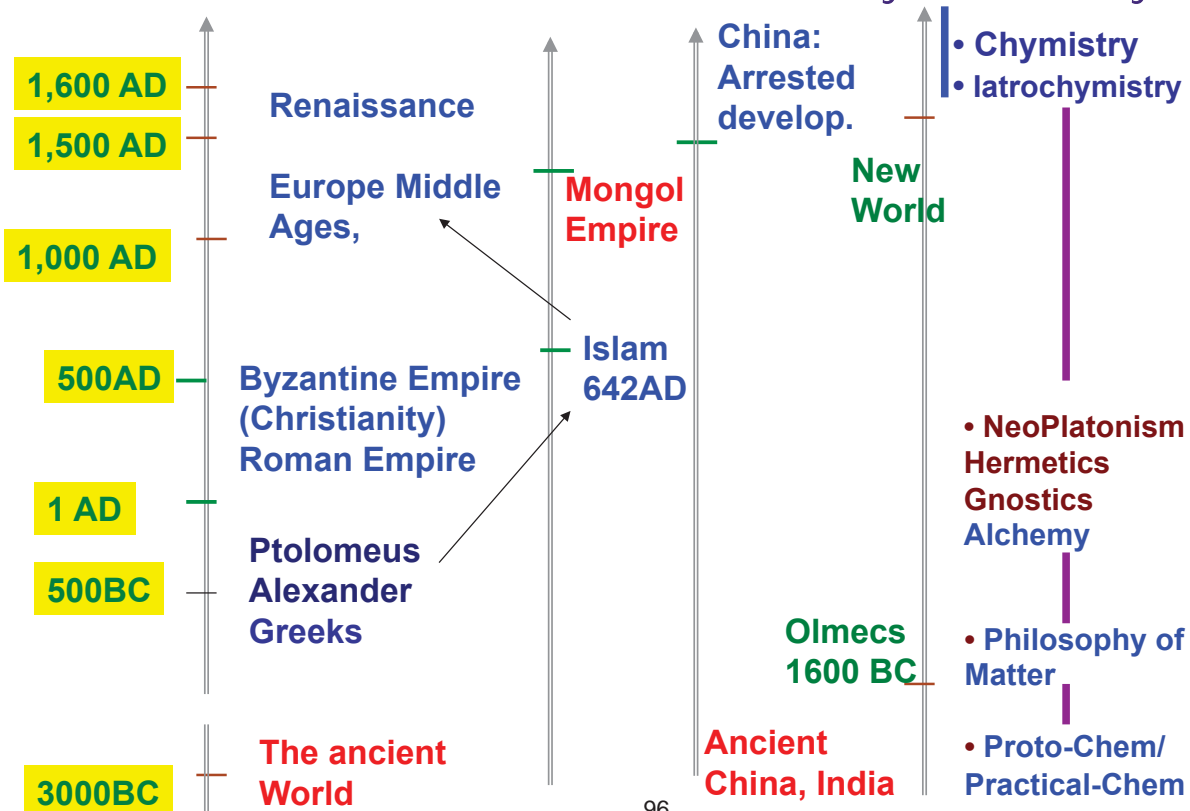 1,600 AD
1,500 AD
1,000 AD
500AD
1 AD
500BC
3000BC
Renaissance
Europe Middle
Ages,
Byzantine Empire
(Christianity)
Roman Empire
Ptolomeus
Alexander
Greeks
The ancient
World
Mongol
Empire
Islam
642AD
China:
Arrested
develop.
Ancient
China, India
New
World
Olmecs
1600 BC
• Chymistry
• Iatrochymistry
• NeoPlatonism
Hermetics
Gnostics
Alchemy
• Philosophy of
Matter
• Proto-Chem/
Practical-Chem
96